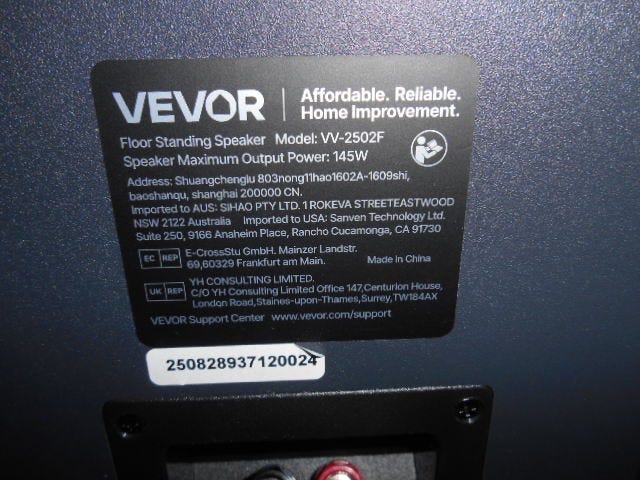 VEVOR
Affordable. Reliable.
Home Improvement.
Floor Standing Speaker Model: VV-2502F
Speaker Maximum Output Power: 145W
Address: Shuangchenglu 803nong11hao1602A-1609shi,
baoshanqu, shanghai 200000 CN.
Imported to AUS: SIHAO PTY LTD. 1 ROKEVA STREETEASTWOOD
NSW 2122 Australia Imported to USA: Sanven Technology Ltd.
Suite 250, 9166 Anaheim Place, Rancho Cucamonga, CA 91730
EC REP
E-CrossStu GmbH. Mainzer Landstr.
69,60329 Frankfurt am Main.
Made in China
UK REP
YH CONSULTING LIMITED.
C/O YH Consulting Limited Office 147,Centurion House,
London Road,Staines-upon-Thames,Surrey,TW184AX
VEVOR Support Center www.vevor.com/support
250828937120024